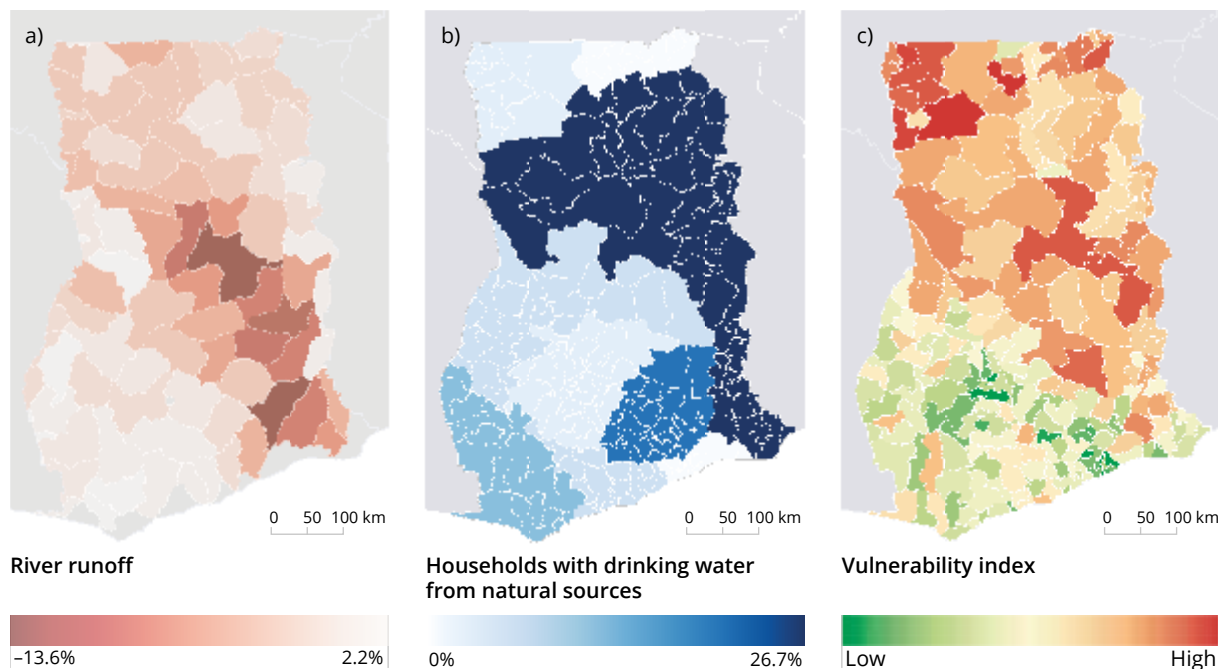 a)
b)
c)
0 50 100 km
0 50 100 km
0 50 100 km
River runoff
Households with drinking water
from natural sources
Vulnerability index
–13.6% 2.2%
0% 26.7%
Low High